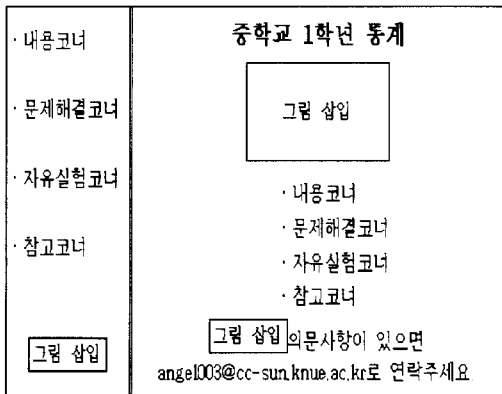 · 내용코너
· 문제해결코너
· 자유실험코너
· 참고코너
그림 삽입
중학교 1학년 통계
그림 삽입
· 내용코너
· 문제해결코너
· 자유실험코너
· 참고코너
그림 삽입 의문사항이 있으면
angel003@cc-sun.knue.ac.kr로 연락주세요